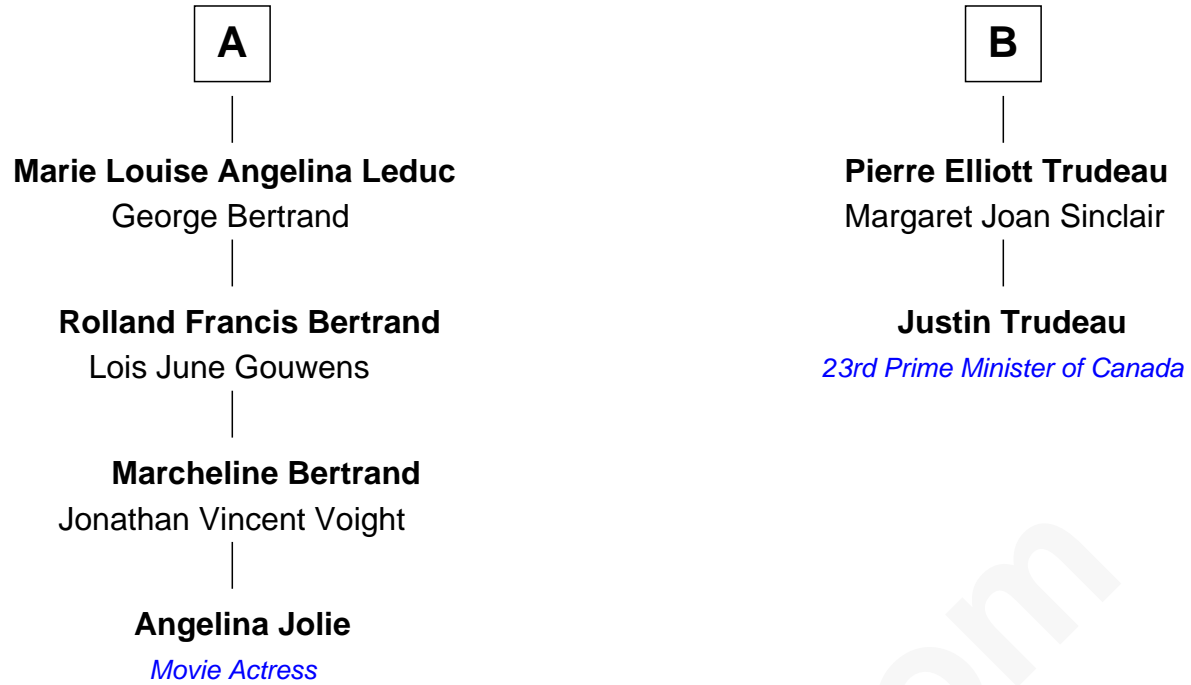 A
Marie Louise Angelina Leduc
George Bertrand
Rolland Francis Bertrand
Lois June Gouwens
Marcheline Bertrand
Jonathan Vincent Voight
Angelina Jolie
Movie Actress
B
Pierre Elliott Trudeau
Margaret Joan Sinclair
Justin Trudeau
23rd Prime Minister of Canada
om